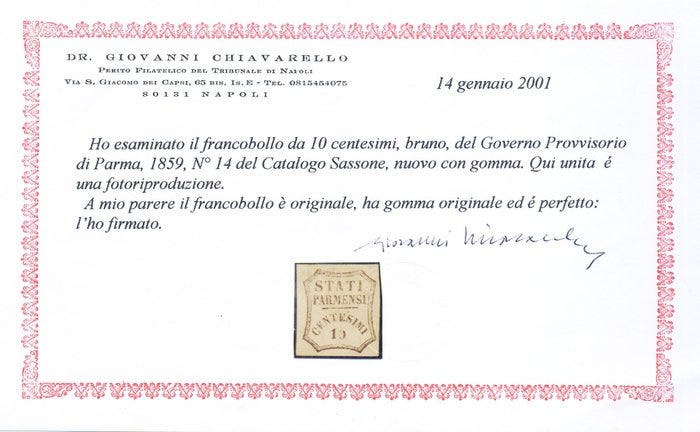 DR. GIOVANNI CHIAVARELLO
PERITO FILATELICO DEL TRIBUNALE DI NAPOLI
VIA S. GIACOMO DEI CAPRI, 65 BIS, IS. E - TEL. 0815454075
80131 NAPOLI
14 gennaio 2001
Ho esaminato il francobollo da 10 centesimi, bruno, del Governo Provvisorio
di Parma, 1859, N° 14 del Catalogo Sassone, nuovo con gomma. Qui unita é
una fotoriproduzione.
A mio parere il francobollo è originale, ha gomma originale ed é perfetto:
l'ho firmato.
Giovanni Chiavarello
STATI
PARMENSI
CENTESIMI
10